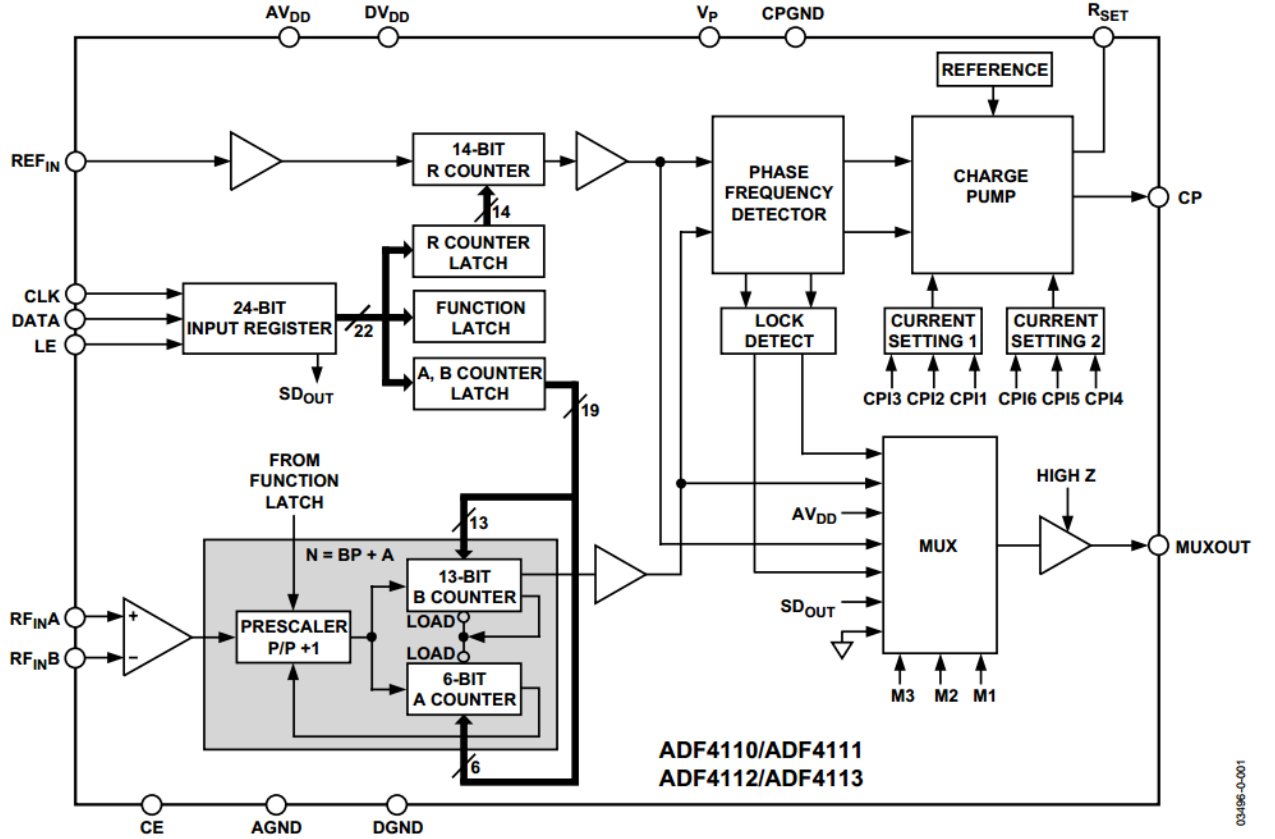 AVDD
DVDD
VP
CPGND
RSET
REFERENCE
REFIN
14-BIT
R COUNTER
14
PHASE
FREQUENCY
DETECTOR
CHARGE
PUMP
CP
R COUNTER
LATCH
CLK
DATA
LE
24-BIT
INPUT REGISTER
22
FUNCTION
LATCH
SDOUT
A, B COUNTER
LATCH
19
LOCK
DETECT
CURRENT
SETTING 1
CURRENT
SETTING 2
CPI3 CPI2 CPI1
CPI6 CPI5 CPI4
FROM
FUNCTION
LATCH
13
N = BP + A
AVDD
MUX
HIGH Z
MUXOUT
SDOUT
M3
M2
M1
RFINA
RFINB
+
–
PRESCALER
P/P +1
13-BIT
B COUNTER
LOAD
LOAD
6-BIT
A COUNTER
6
ADF4110/ADF4111
ADF4112/ADF4113
CE
AGND
DGND
03496-0-001